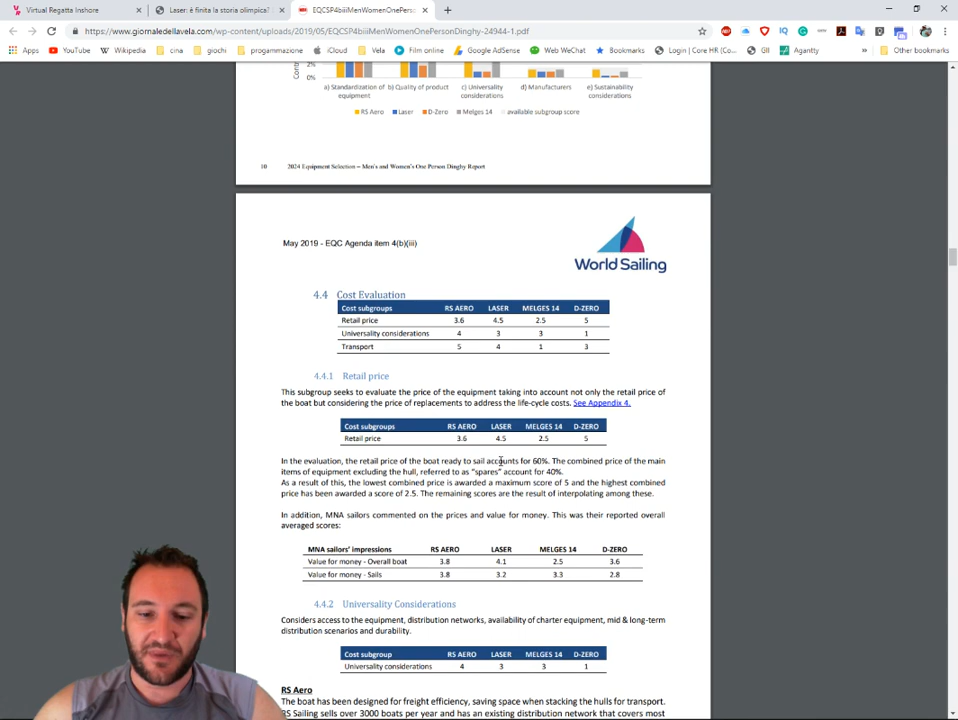 Virtual Regatta Inshore
Laser: è finita la storia olimpica?
EQCSP4biiiMenWomenOnePerson
https://www.giornaledellavela.com/wp-content/uploads/2019/05/EQCSP4biiiMenWomenOnePersonDinghy-24944-1.pdf
Apps YouTube Wikipedia cina giochi progammazione iCloud Vela Film online Google AdSense Web WeChat Bookmarks Login | Core HR (Co... GII Agantty Other bookmarks
2%
0%
a) Standardization of equipment
b) Quality of product
c) Universality considerations
d) Manufacturers
e) Sustainability considerations
RS Aero Laser D-Zero Melges 14 available subgroup score
10 2024 Equipment Selection – Men's and Women's One Person Dinghy Report
May 2019 - EQC Agenda item 4(b)(iii)
World Sailing
4.4 Cost Evaluation
Cost subgroups RS AERO LASER MELGES 14 D-ZERO
Retail price 3.6 4.5 2.5 5
Universality considerations 4 3 3 1
Transport 5 4 1 3
4.4.1 Retail price
This subgroup seeks to evaluate the price of the equipment taking into account not only the retail price of
the boat but considering the price of replacements to address the life-cycle costs. See Appendix 4.
Cost subgroups RS AERO LASER MELGES 14 D-ZERO
Retail price 3.6 4.5 2.5 5
In the evaluation, the retail price of the boat ready to sail accounts for 60%. The combined price of the main
items of equipment excluding the hull, referred to as "spares" account for 40%.
As a result of this, the lowest combined price is awarded a maximum score of 5 and the highest combined
price has been awarded a score of 2.5. The remaining scores are the result of interpolating among these.
In addition, MNA sailors commented on the prices and value for money. This was their reported overall
averaged scores:
MNA sailors' impressions RS AERO LASER MELGES 14 D-ZERO
Value for money - Overall boat 3.8 4.1 2.5 3.6
Value for money - Sails 3.8 3.2 3.3 2.8
4.4.2 Universality Considerations
Considers access to the equipment, distribution networks, availability of charter equipment, mid & long-term
distribution scenarios and durability.
Cost subgroup RS AERO LASER MELGES 14 D-ZERO
Universality considerations 4 3 3 1
RS Aero
The boat has been designed for freight efficiency, saving space when stacking the hulls for transport.
RS Sailing sells over 3000 boats per year and has an existing distribution network that covers most